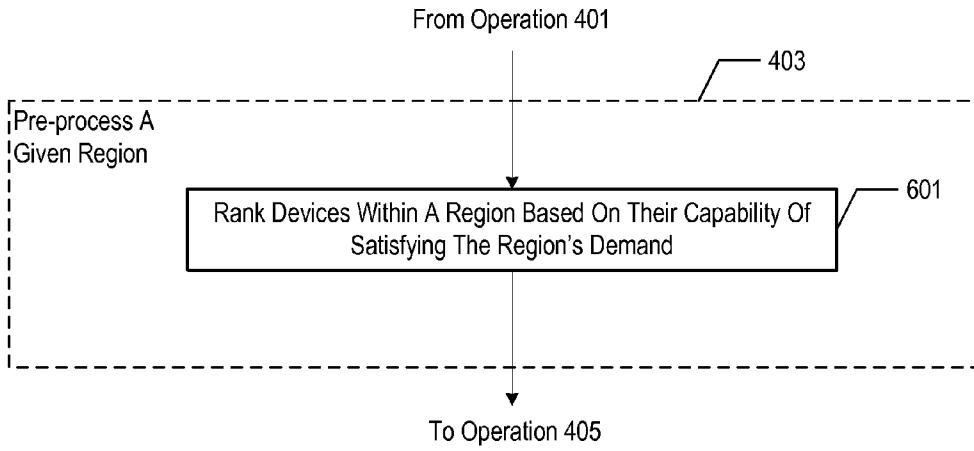 From Operation 401
403
Pre-process A
Given Region
601
Rank Devices Within A Region Based On Their Capability Of
Satisfying The Region's Demand
To Operation 405